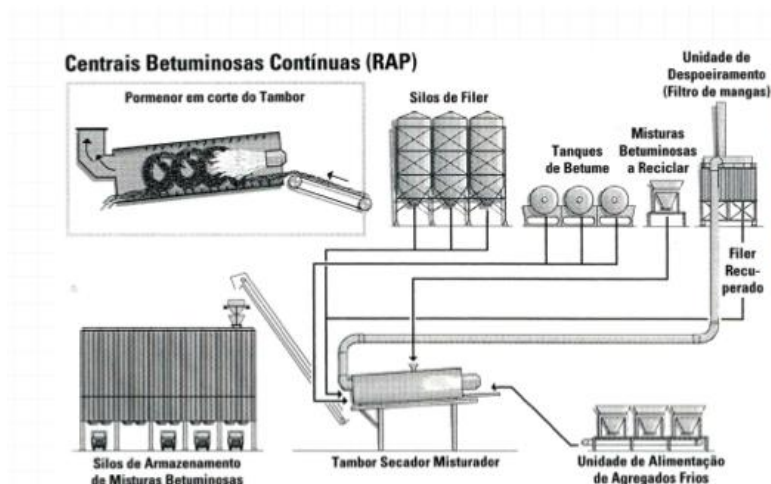 Centrais Betuminosas Contínuas (RAP)
Pormenor em corte do Tambor
Silos de Filer
Tanques
de Betume
Misturas
Betuminosas
a Reciclar
Unidade de
Despoeiramento
(Filtro de mangas)
Filer
Recu-
perado
Silos de Armazenamento
de Misturas Betuminosas
Tambor Secador Misturador
Unidade de Alimentação
de Agregados Frios